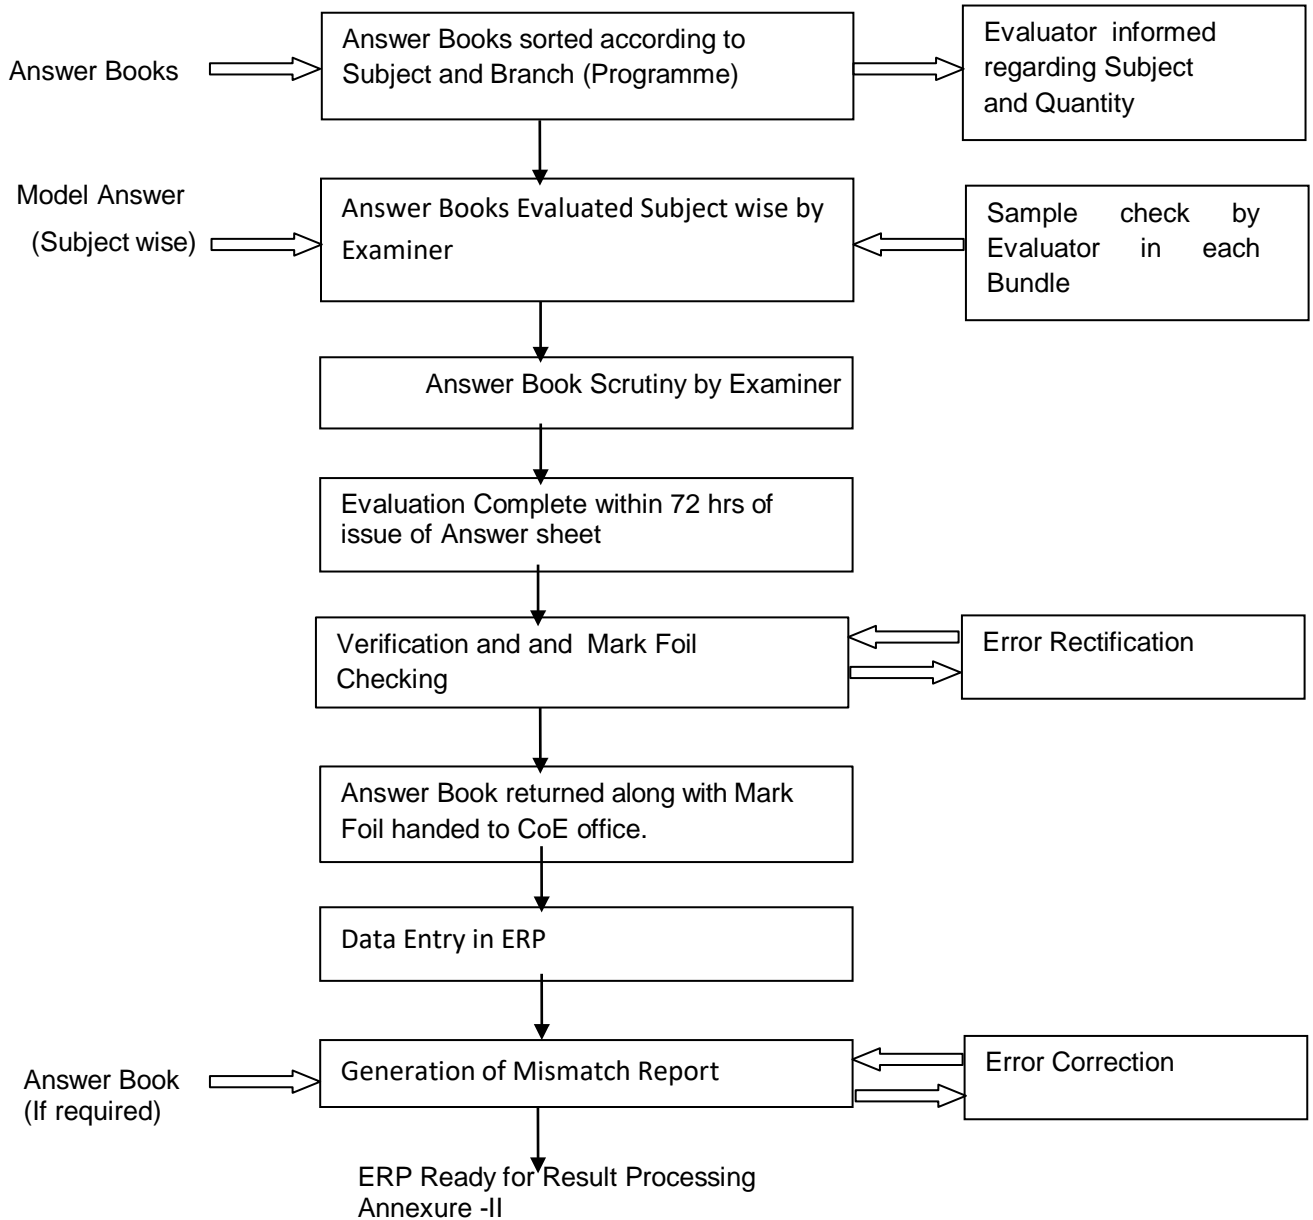 Answer Books
Answer Books sorted according to
Subject and Branch (Programme)
Evaluator informed
regarding Subject
and Quantity
Model Answer
(Subject wise)
Answer Books Evaluated Subject wise by
Examiner
Sample check by
Evaluator in each
Bundle
Answer Book Scrutiny by Examiner
Evaluation Complete within 72 hrs of
issue of Answer sheet
Verification and and Mark Foil
Checking
Error Rectification
Answer Book returned along with Mark
Foil handed to CoE office.
Data Entry in ERP
Answer Book
(If required)
Generation of Mismatch Report
Error Correction
ERP Ready for Result Processing
Annexure -II